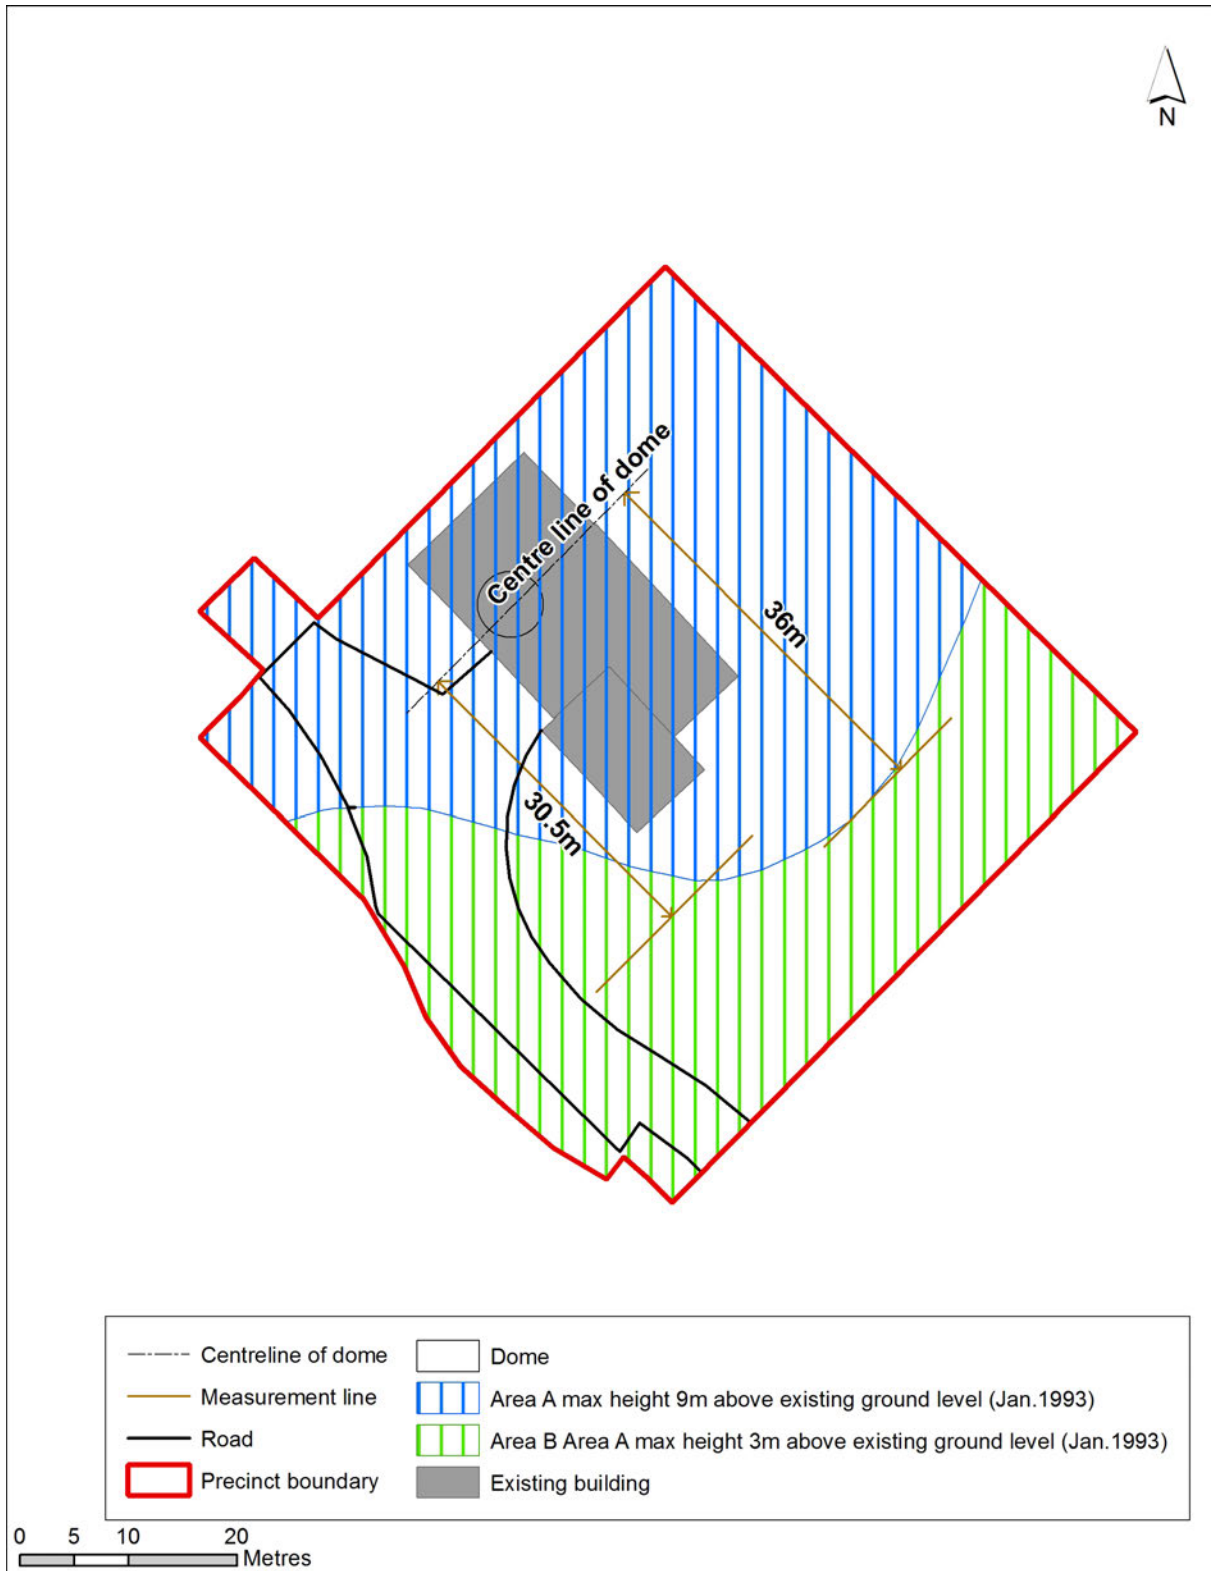 N
Centre line of dome
36m
30.5m
Centreline of dome
Dome
Measurement line
Area A max height 9m above existing ground level (Jan.1993)
Road
Area B Area A max height 3m above existing ground level (Jan.1993)
Precinct boundary
Existing building
0 5 10 20
Metres